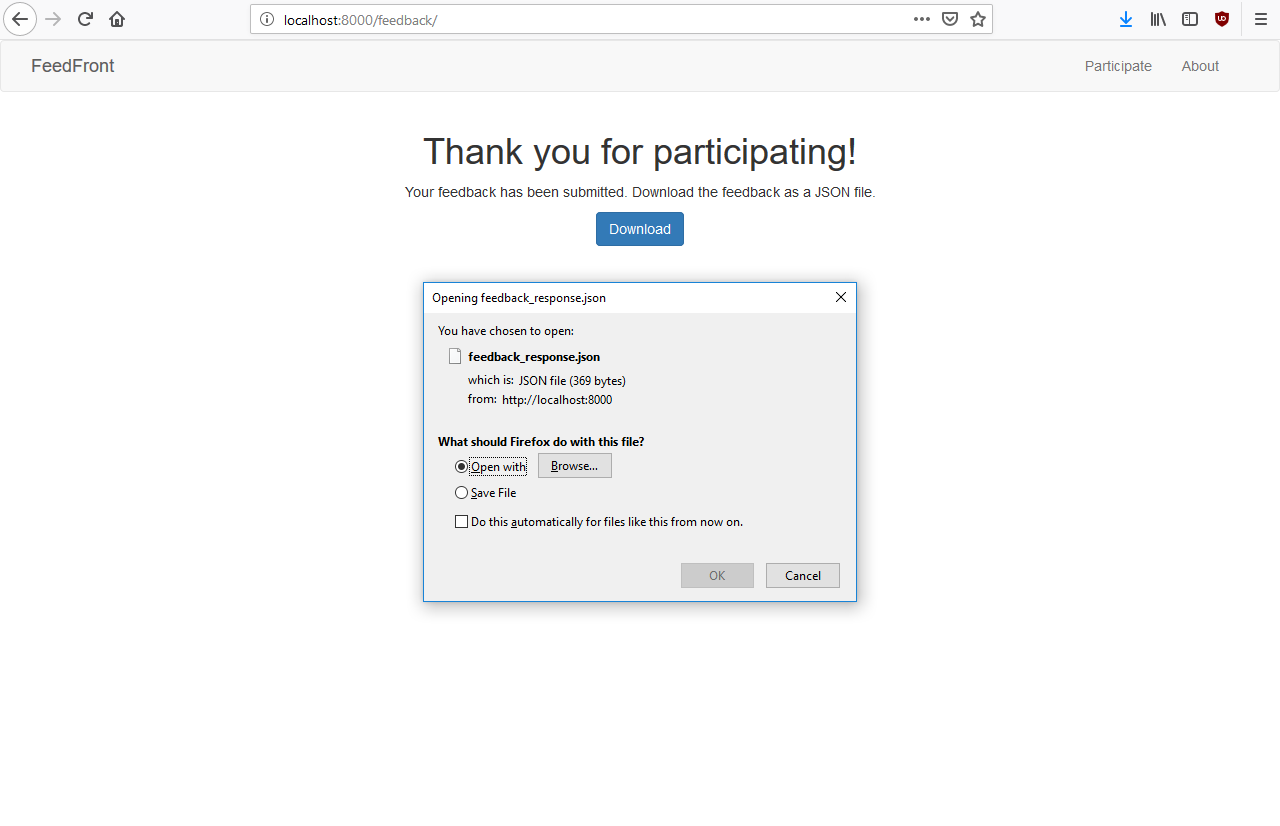 localhost:8000/feedback/
FeedFront
Participate
About
Thank you for participating!
Your feedback has been submitted. Download the feedback as a JSON file.
Download
Opening feedback_response.json
You have chosen to open:
feedback_response.json
which is: JSON file (369 bytes)
from: http://localhost:8000
What should Firefox do with this file?
Open with Browse...
Save File
Do this automatically for files like this from now on.
OK Cancel